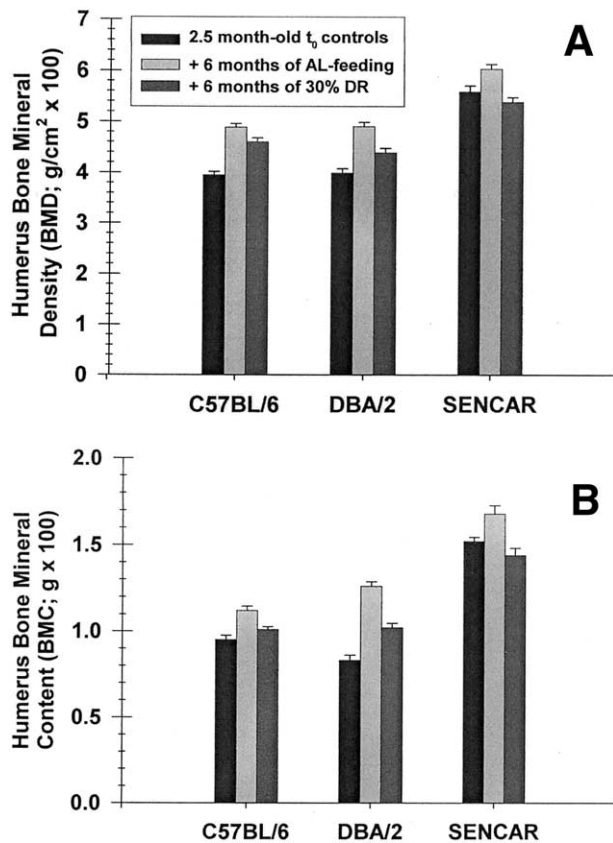 A
2.5 month-old t₀ controls
+ 6 months of AL-feeding
+ 6 months of 30% DR
Humerus Bone Mineral
Density (BMD; g/cm² x 100)
7
6
5
4
3
2
1
0
C57BL/6 DBA/2 SENCAR
B
Humerus Bone Mineral
Content (BMC; g x 100)
2.0
1.5
1.0
0.5
0.0
C57BL/6 DBA/2 SENCAR